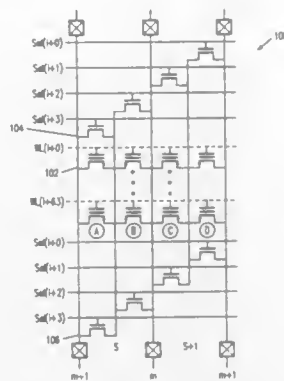 Sel(i+0)
100
Sel(i+1)
Sel(i+2)
Sel(i+3)
104
WL(i+0)
102
WL(i+63)
A B C D
Sel(i+0)
Sel(i+1)
Sel(i+2)
Sel(i+3)
106
S S+1
m-1 m m+1